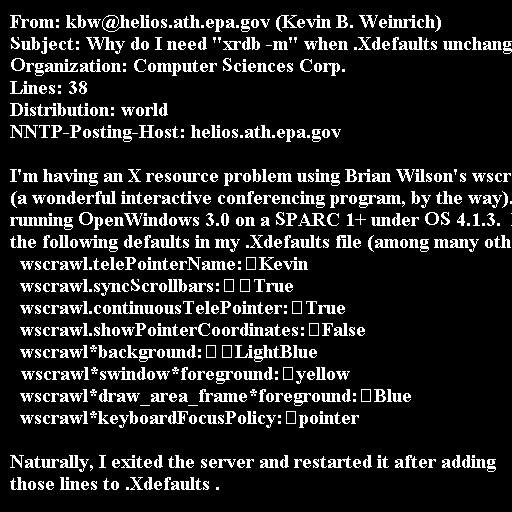 From: kbw@helios.ath.epa.gov (Kevin B. Weinrich)
Subject: Why do I need "xrdb -m" when .Xdefaults unchang
Organization: Computer Sciences Corp.
Lines: 38
Distribution: world
NNTP-Posting-Host: helios.ath.epa.gov

I'm having an X resource problem using Brian Wilson's wscr
(a wonderful interactive conferencing program, by the way).
running OpenWindows 3.0 on a SPARC 1+ under OS 4.1.3.
the following defaults in my .Xdefaults file (among many oth
wscrawl.telePointerName:□Kevin
wscrawl.syncScrollbars:□□True
wscrawl.continuousTelePointer:□True
wscrawl.showPointerCoordinates:□False
wscrawl*background:□□LightBlue
wscrawl*swindow*foreground:□yellow
wscrawl*draw_area_frame*foreground:□Blue
wscrawl*keyboardFocusPolicy:□pointer

Naturally, I exited the server and restarted it after adding
those lines to .Xdefaults .